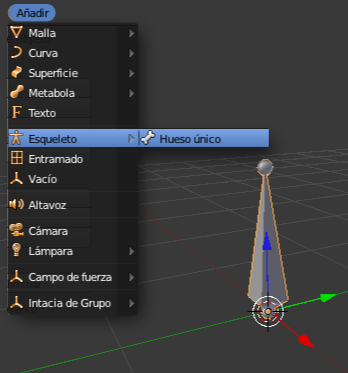 Añadir
Malla
Curva
Superficie
Metabola
Texto
Esqueleto
Hueso único
Entramado
Vacío
Altavoz
Cámara
Lámpara
Campo de fuerza
Intacia de Grupo